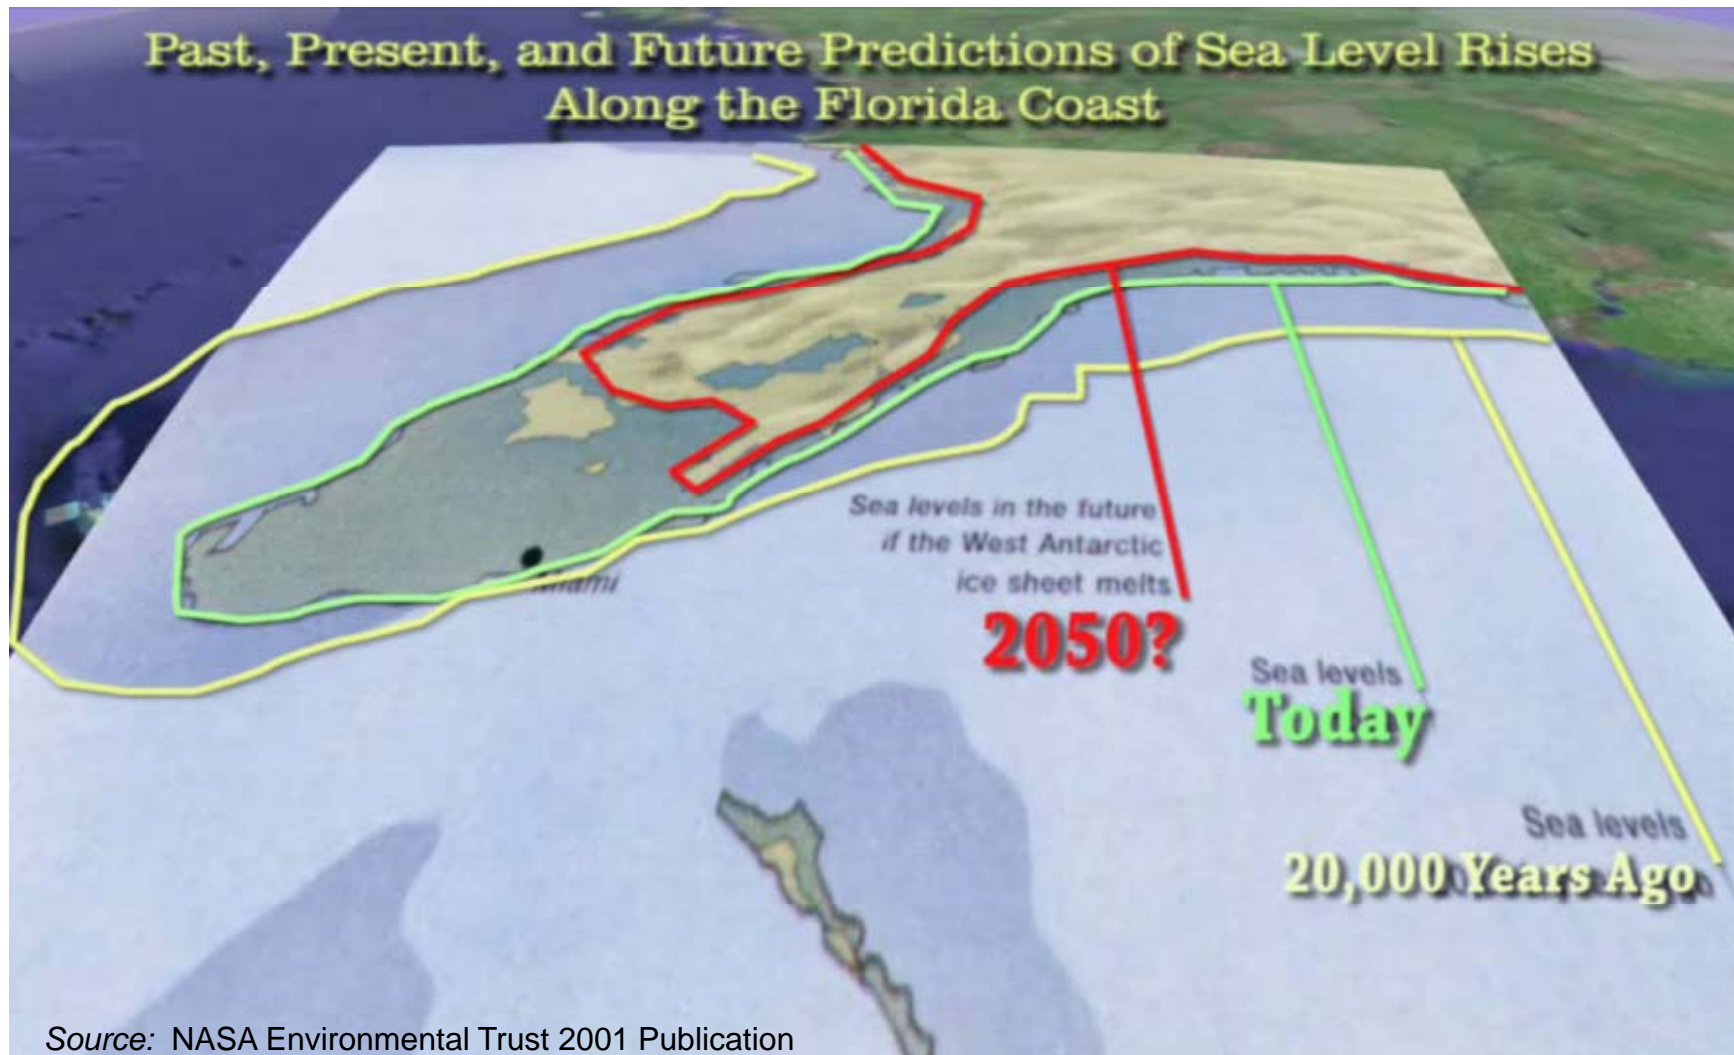 Past, Present, and Future Predictions of Sea Level Rises
Along the Florida Coast
Sea levels in the future
if the West Antarctic
ice sheet melts
2050?
Miami
Sea levels
Today
Sea levels
20,000 Years Ago
Source: NASA Environmental Trust 2001 Publication